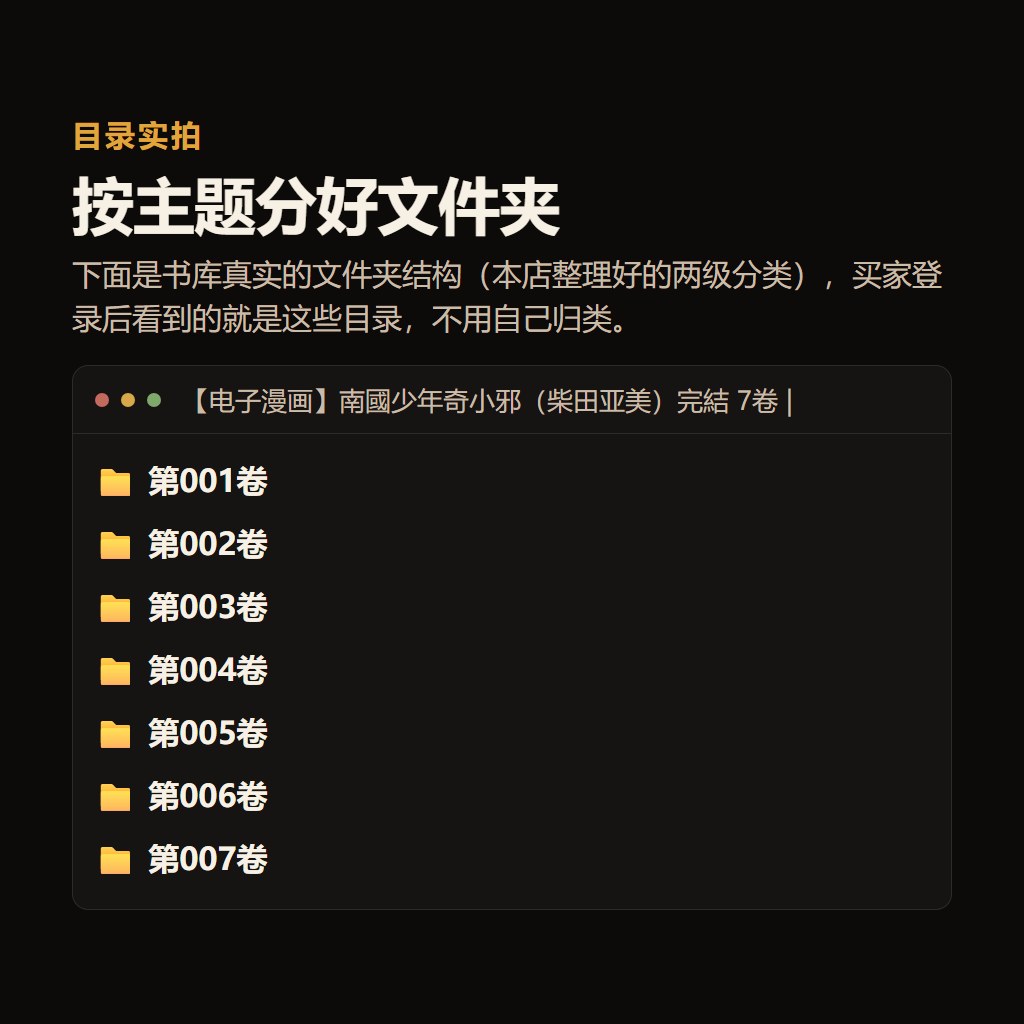 目录实拍
按主题分好文件夹
下面是书库真实的文件夹结构（本店整理好的两级分类），买家登
录后看到的就是这些目录，不用自己归类。
【电子漫画】南國少年奇小邪（柴田亚美）完結 7卷 |
第001卷
第002卷
第003卷
第004卷
第005卷
第006卷
第007卷